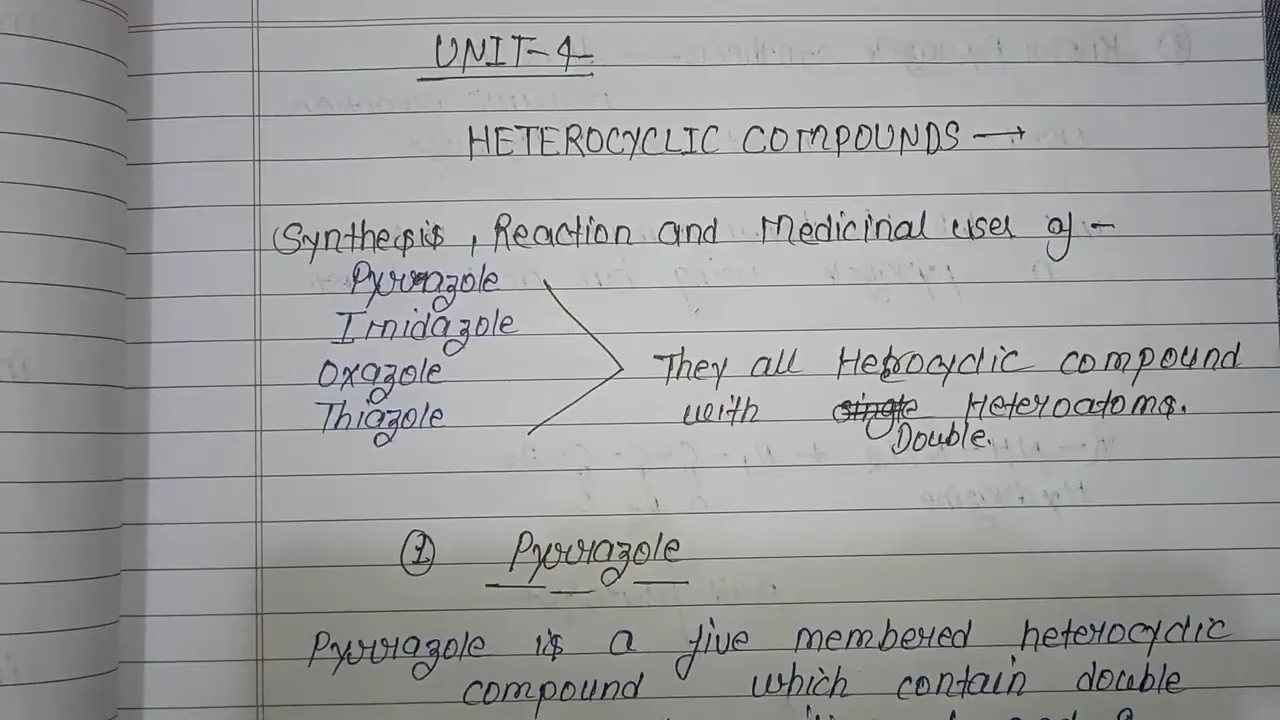 UNIT-4
HETEROCYCLIC COMPOUNDS →
Synthesis, Reaction and Medicinal uses of -
Pyrrazole
Imidazole
Oxazole
Thiazole
They all Hetrocyclic compound
with single Heteroatoms.
Double.
① Pyrrazole
Pyrrazole is a five membered heterocyclic
compound which contain double